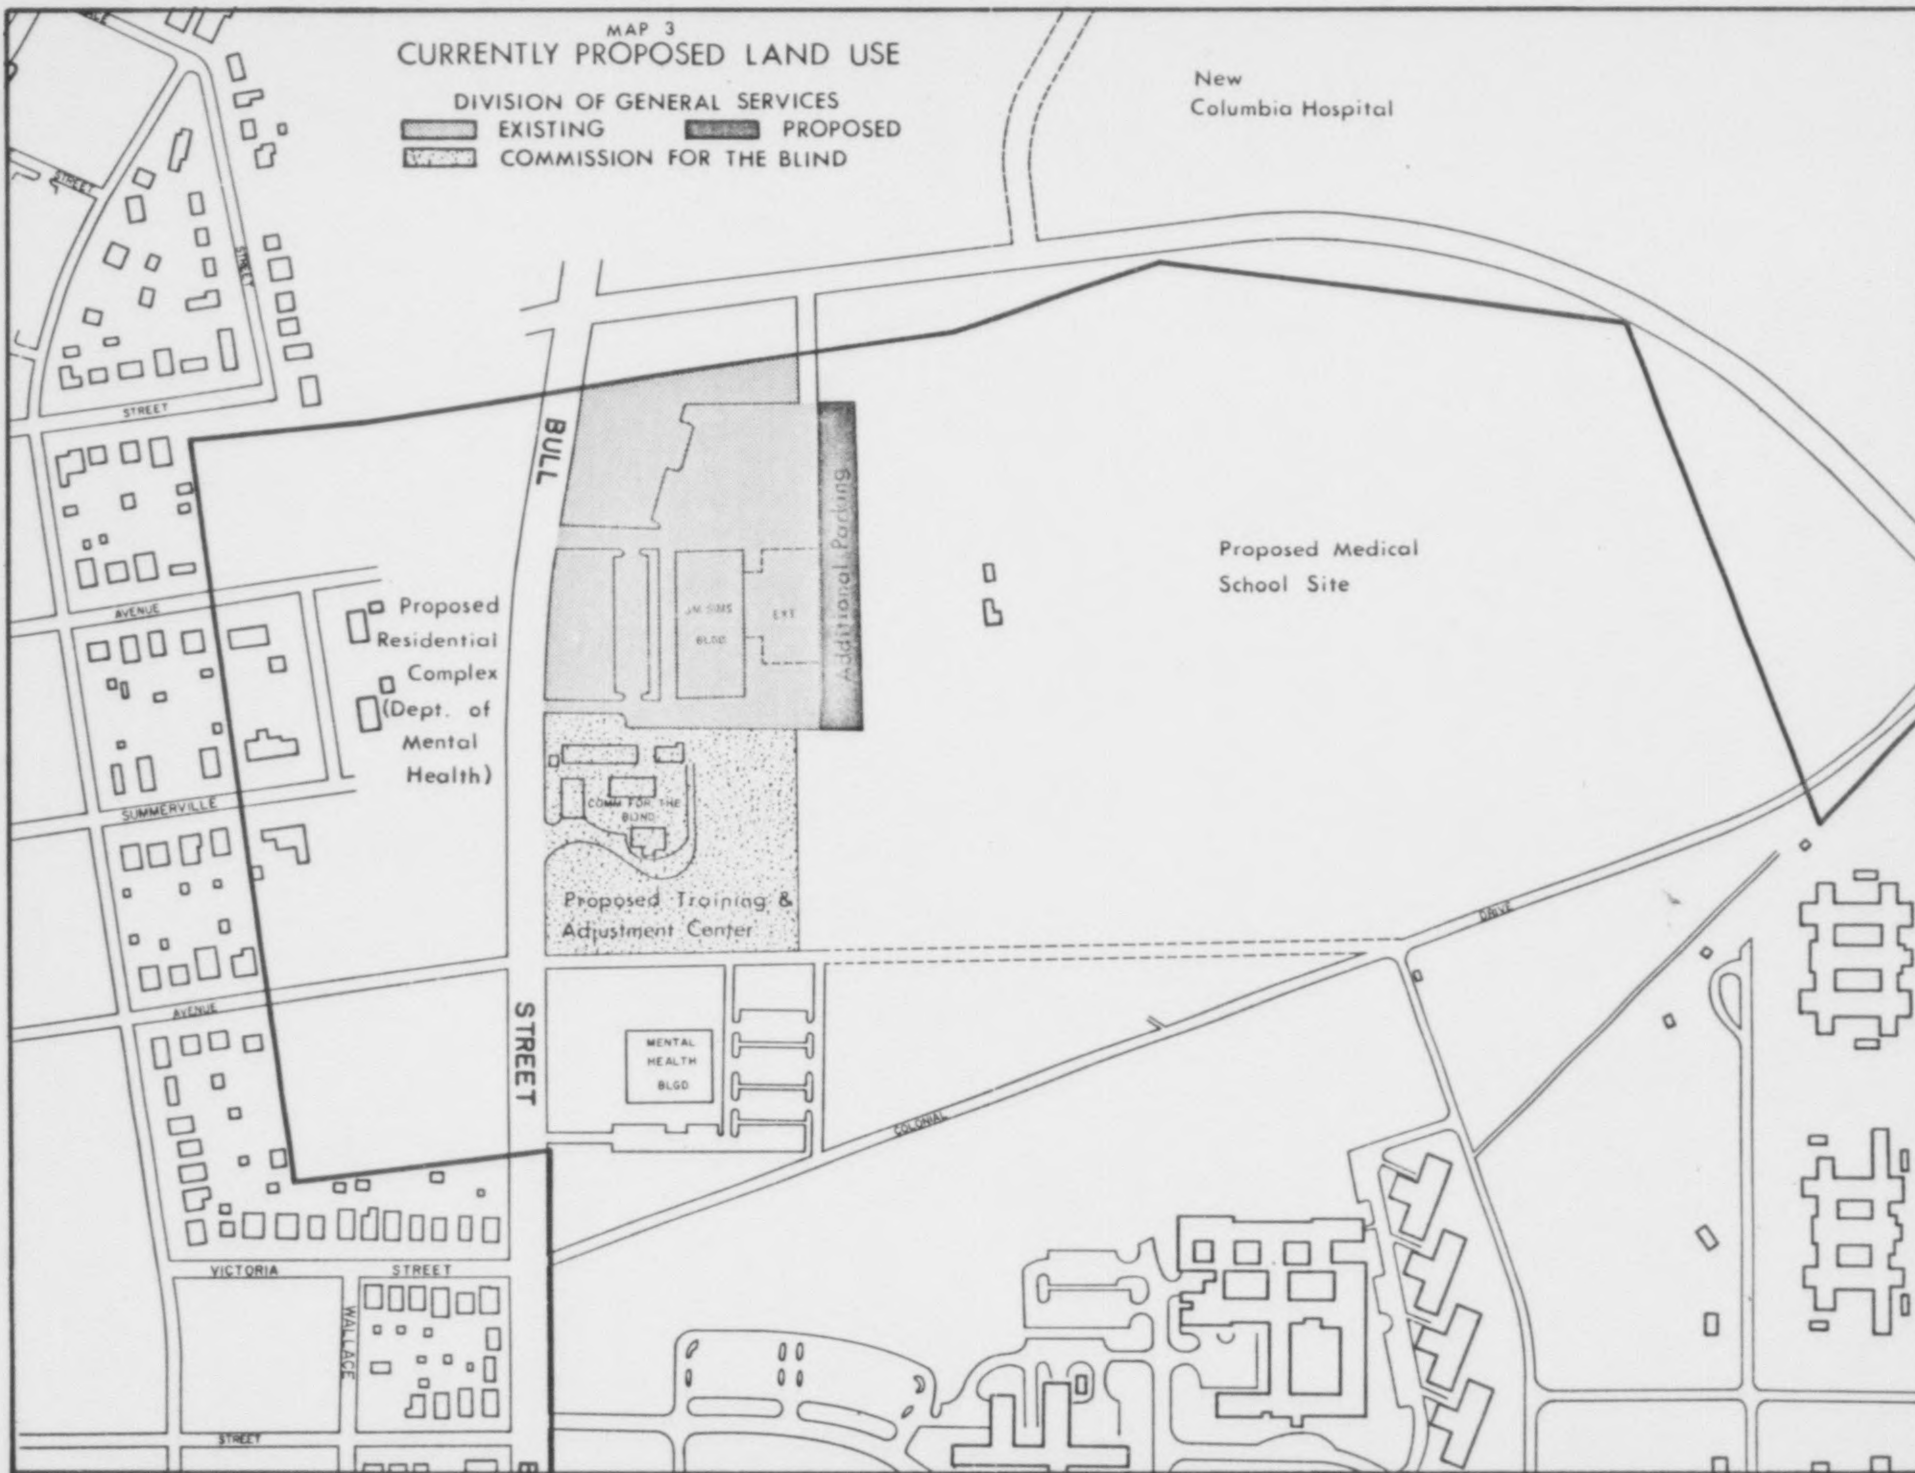 MAP 3
CURRENTLY PROPOSED LAND USE
DIVISION OF GENERAL SERVICES
EXISTING
PROPOSED
COMMISSION FOR THE BLIND
New
Columbia Hospital
STREET
STREET
STREET
BULL
Additional Parking
Proposed Medical
School Site
J.M. SIMS
BLDG
EXT
AVENUE
Proposed
Residential
Complex
(Dept. of
Mental
Health)
SUMMERVILLE
COMM FOR THE
BLIND
Proposed Training &
Adjustment Center
DRIVE
AVENUE
STREET
MENTAL
HEALTH
BLGD
COLONIAL
VICTORIA
STREET
WALLACE
STREET
B